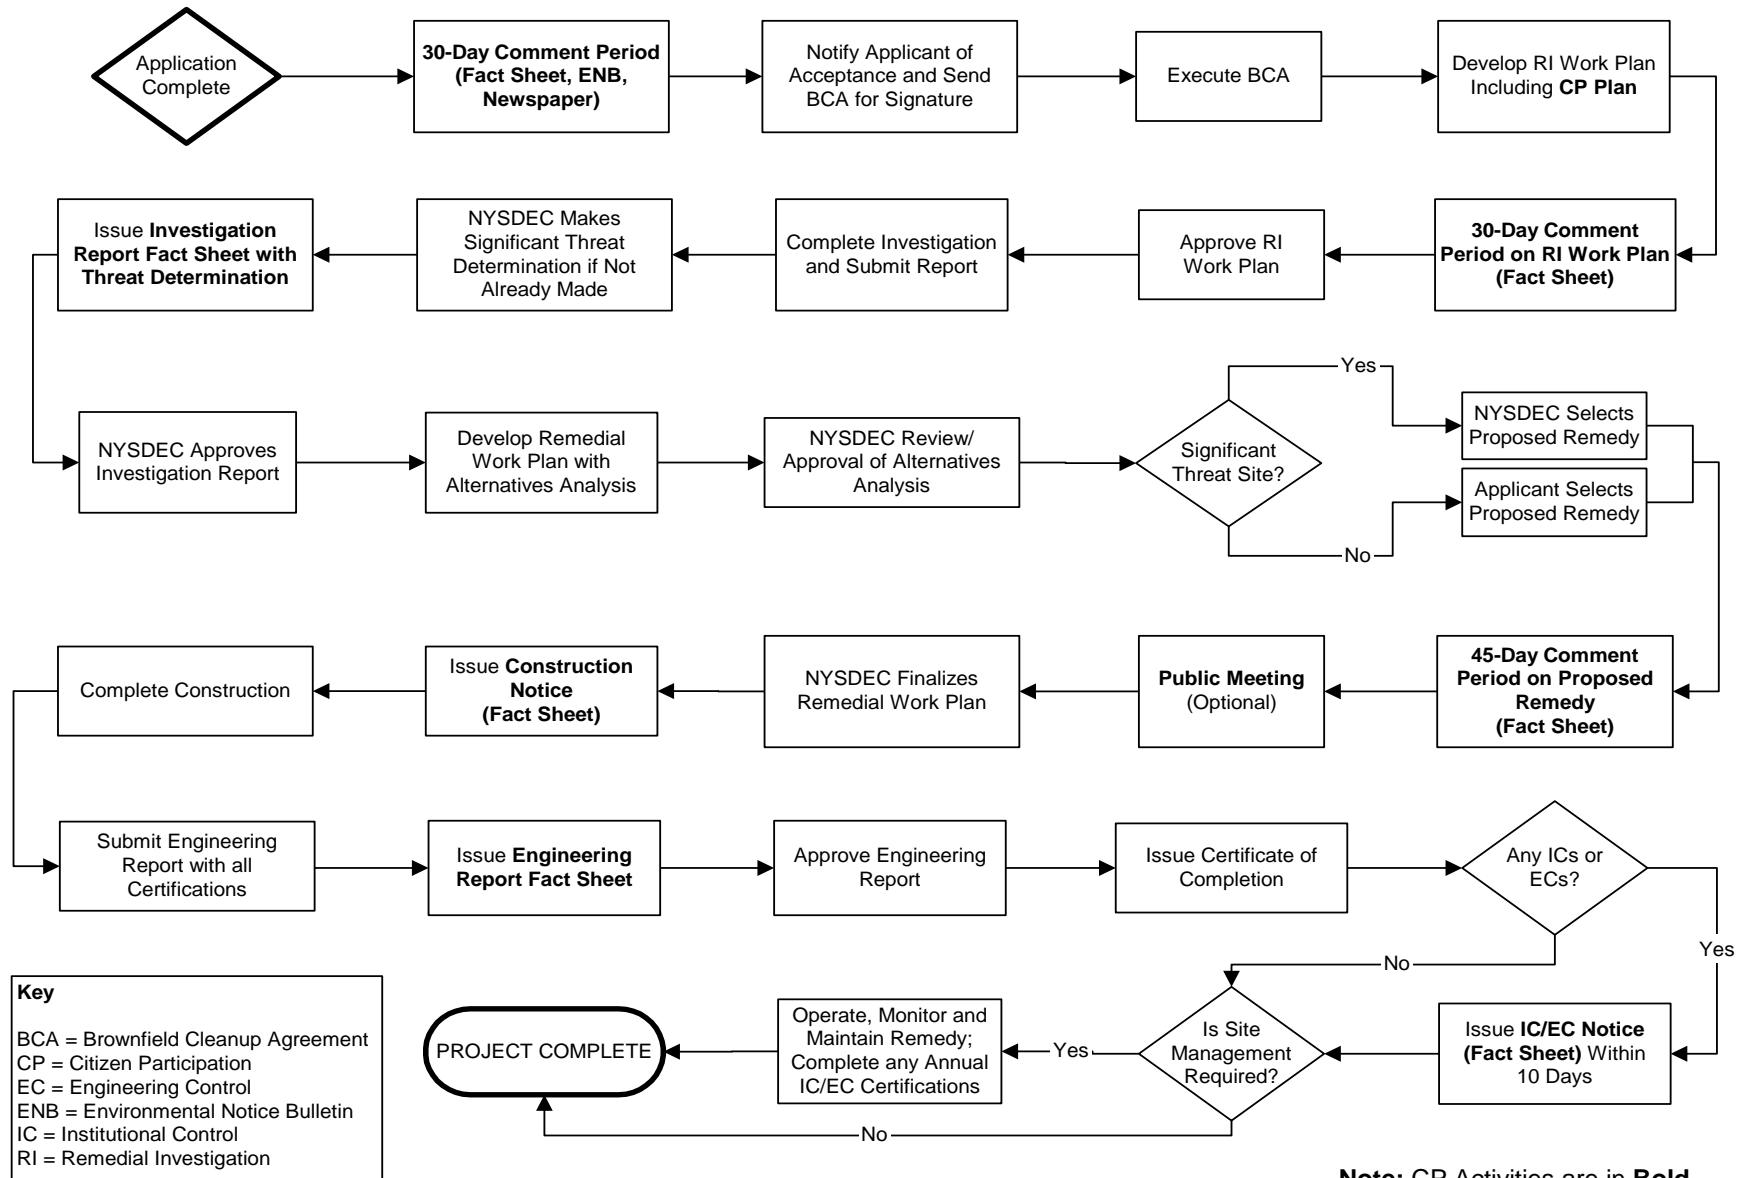 Application
Complete
30-Day Comment Period
(Fact Sheet, ENB,
Newspaper)
Notify Applicant of
Acceptance and Send
BCA for Signature
Execute BCA
Develop RI Work Plan
Including CP Plan
Issue Investigation
Report Fact Sheet with
Threat Determination
NYSDEC Makes
Significant Threat
Determination if Not
Already Made
Complete Investigation
and Submit Report
Approve RI
Work Plan
30-Day Comment
Period on RI Work Plan
(Fact Sheet)
NYSDEC Approves
Investigation Report
Develop Remedial
Work Plan with
Alternatives Analysis
NYSDEC Review/
Approval of Alternatives
Analysis
Significant
Threat Site?
Yes
No
NYSDEC Selects
Proposed Remedy
Applicant Selects
Proposed Remedy
Complete Construction
Issue Construction
Notice
(Fact Sheet)
NYSDEC Finalizes
Remedial Work Plan
Public Meeting
(Optional)
45-Day Comment
Period on Proposed
Remedy
(Fact Sheet)
Submit Engineering
Report with all
Certifications
Issue Engineering
Report Fact Sheet
Approve Engineering
Report
Issue Certificate of
Completion
Any ICs or
ECs?
Yes
No
Key
BCA = Brownfield Cleanup Agreement
CP = Citizen Participation
EC = Engineering Control
ENB = Environmental Notice Bulletin
IC = Institutional Control
RI = Remedial Investigation
PROJECT COMPLETE
Operate, Monitor and
Maintain Remedy;
Complete any Annual
IC/EC Certifications
Yes
Is Site
Management
Required?
Issue IC/EC Notice
(Fact Sheet) Within
10 Days
No
Note: CP Activities are in Bold